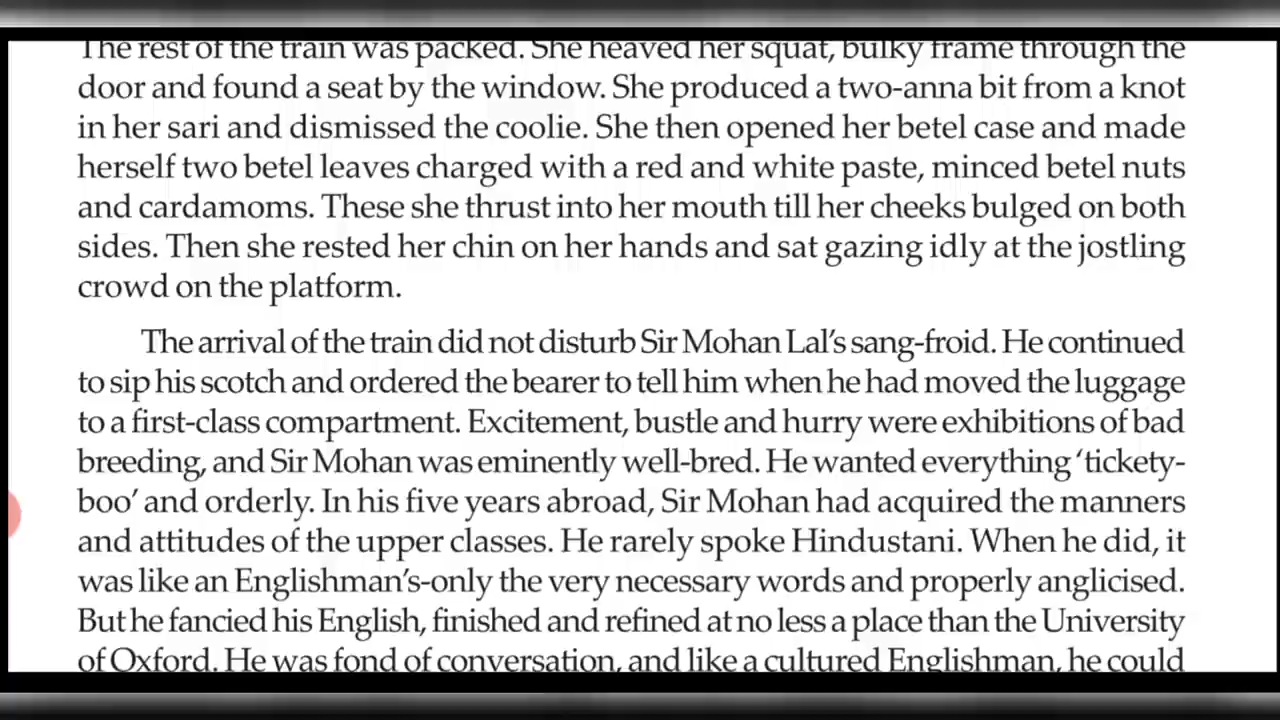 The rest of the train was packed. She heaved her squat, bulky frame through the
door and found a seat by the window. She produced a two-anna bit from a knot
in her sari and dismissed the coolie. She then opened her betel case and made
herself two betel leaves charged with a red and white paste, minced betel nuts
and cardamoms. These she thrust into her mouth till her cheeks bulged on both
sides. Then she rested her chin on her hands and sat gazing idly at the jostling
crowd on the platform.
The arrival of the train did not disturb Sir Mohan Lal’s sang-froid. He continued
to sip his scotch and ordered the bearer to tell him when he had moved the luggage
to a first-class compartment. Excitement, bustle and hurry were exhibitions of bad
breeding, and Sir Mohan was eminently well-bred. He wanted everything ‘tickety-
boo’ and orderly. In his five years abroad, Sir Mohan had acquired the manners
and attitudes of the upper classes. He rarely spoke Hindustani. When he did, it
was like an Englishman’s-only the very necessary words and properly anglicised.
But he fancied his English, finished and refined at no less a place than the University
of Oxford. He was fond of conversation, and like a cultured Englishman, he could